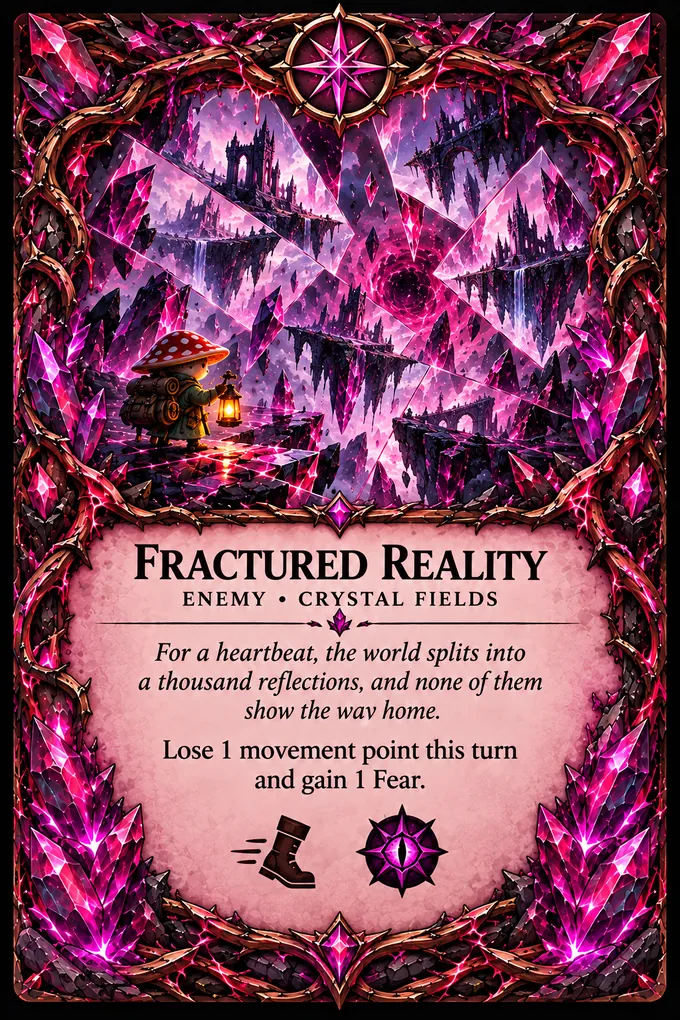 FRACTURED REALITY
ENEMY • CRYSTAL FIELDS
For a heartbeat, the world splits into
a thousand reflections, and none of them
show the way home.
Lose 1 movement point this turn
and gain 1 Fear.